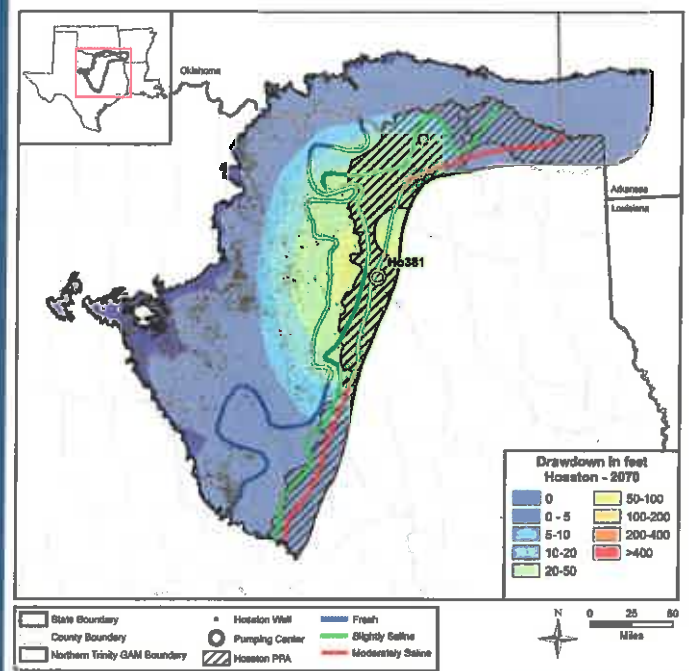 Oklahoma
Arkansas
Louisiana
Ho381
Drawdown in feet
Hosston - 2070
0
0 - 5
5-10
10-20
20-50
50-100
100-200
200-400
>400
State Boundary
County Boundary
Northern Trinity GAM Boundary
Hosston Well
Pumping Center
Hosston PPA
Fresh
Slightly Saline
Moderately Saline
N
0 25 50
Miles